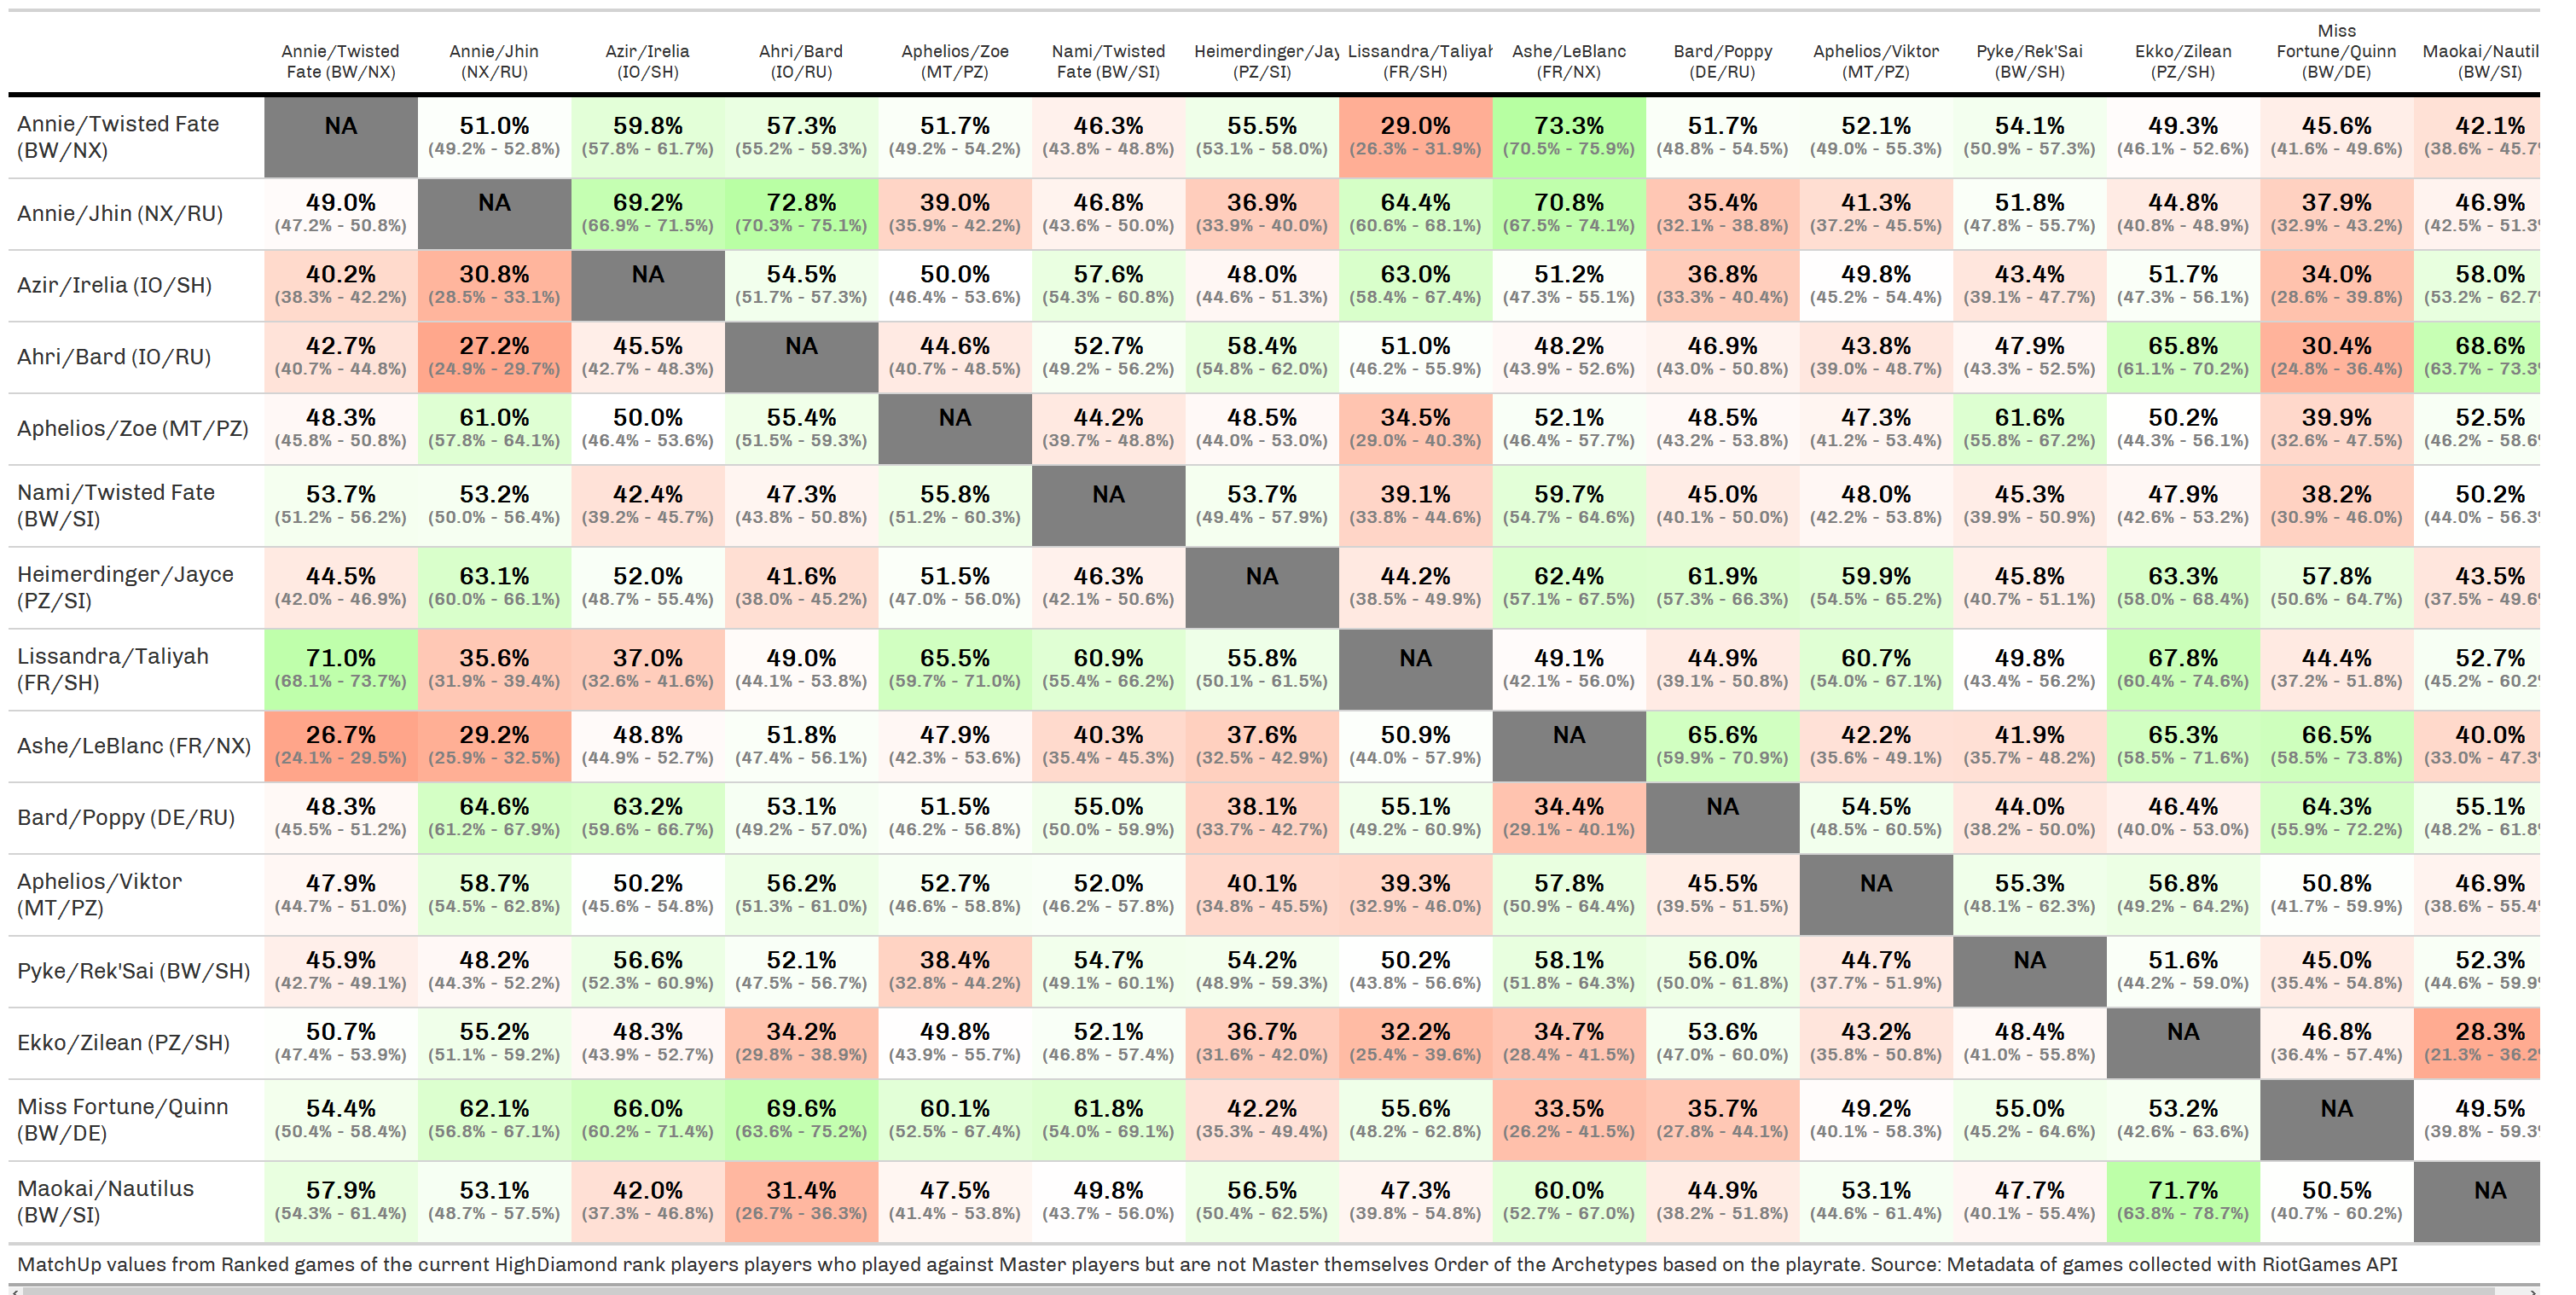 Miss
Annie/Twisted Annie/Jhin Azir/Irelia Ahri/Bard Aphelios/Zoe Nami/Twisted Heimerdinger/Jay Lissandra/Taliyah Ashe/LeBlanc Bard/Poppy Aphelios/Viktor Pyke/Rek'Sai Ekko/Zilean Fortune/Quinn Maokai/Nautil
Fate (BW/NX) (NX/RU) (IO/SH) (IO/RU) (MT/PZ) Fate (BW/SI) (PZ/SI) (FR/SH) (FR/NX) (DE/RU) (MT/PZ) (BW/SH) (PZ/SH) (BW/DE) (BW/SI)
Annie/Twisted Fate NA 51.0% 59.8% 57.3% 51.7% 46.3% 55.5% 29.0% 73.3% 51.7% 52.1% 54.1% 49.3% 45.6% 42.1%
(BW/NX) (49.2% - 52.8%) (57.8% - 61.7%) (55.2% - 59.3%) (49.2% - 54.2%) (43.8% - 48.8%) (53.1% - 58.0%) (26.3% - 31.9%) (70.5% - 75.9%) (48.8% - 54.5%) (49.0% - 55.3%) (50.9% - 57.3%) (46.1% - 52.6%) (41.6% - 49.6%) (38.6% - 45.7
Annie/Jhin (NX/RU) 49.0% NA 69.2% 72.8% 39.0% 46.8% 36.9% 64.4% 70.8% 35.4% 41.3% 51.8% 44.8% 37.9% 46.9%
(47.2% - 50.8%) (66.9% - 71.5%) (70.3% - 75.1%) (35.9% - 42.2%) (43.6% - 50.0%) (33.9% - 40.0%) (60.6% - 68.1%) (67.5% - 74.1%) (32.1% - 38.8%) (37.2% - 45.5%) (47.8% - 55.7%) (40.8% - 48.9%) (32.9% - 43.2%) (42.5% - 51.3
Azir/Irelia (IO/SH) 40.2% 30.8% NA 54.5% 50.0% 57.6% 48.0% 63.0% 51.2% 36.8% 49.8% 43.4% 51.7% 34.0% 58.0%
(38.3% - 42.2%) (28.5% - 33.1%) (51.7% - 57.3%) (46.4% - 53.6%) (54.3% - 60.8%) (44.6% - 51.3%) (58.4% - 67.4%) (47.3% - 55.1%) (33.3% - 40.4%) (45.2% - 54.4%) (39.1% - 47.7%) (47.3% - 56.1%) (28.6% - 39.8%) (53.2% - 62.7
Ahri/Bard (IO/RU) 42.7% 27.2% 45.5% NA 44.6% 52.7% 58.4% 51.0% 48.2% 46.9% 43.8% 47.9% 65.8% 30.4% 68.6%
(40.7% - 44.8%) (24.9% - 29.7%) (42.7% - 48.3%) (40.7% - 48.5%) (49.2% - 56.2%) (54.8% - 62.0%) (46.2% - 55.9%) (43.9% - 52.6%) (43.0% - 50.8%) (39.0% - 48.7%) (43.3% - 52.5%) (61.1% - 70.2%) (24.8% - 36.4%) (63.7% - 73.3
Aphelios/Zoe (MT/PZ) 48.3% 61.0% 50.0% 55.4% NA 44.2% 48.5% 34.5% 52.1% 48.5% 47.3% 61.6% 50.2% 39.9% 52.5%
(45.8% - 50.8%) (57.8% - 64.1%) (46.4% - 53.6%) (51.5% - 59.3%) (39.7% - 48.8%) (44.0% - 53.0%) (29.0% - 40.3%) (46.4% - 57.7%) (43.2% - 53.8%) (41.2% - 53.4%) (55.8% - 67.2%) (44.3% - 56.1%) (32.6% - 47.5%) (46.2% - 58.6
Nami/Twisted Fate 53.7% 53.2% 42.4% 47.3% 55.8% NA 53.7% 39.1% 59.7% 45.0% 48.0% 45.3% 47.9% 38.2% 50.2%
(BW/SI) (51.2% - 56.2%) (50.0% - 56.4%) (39.2% - 45.7%) (43.8% - 50.8%) (51.2% - 60.3%) (49.4% - 57.9%) (33.8% - 44.6%) (54.7% - 64.6%) (40.1% - 50.0%) (42.2% - 53.8%) (39.9% - 50.9%) (42.6% - 53.2%) (30.9% - 46.0%) (44.0% - 56.3
Heimerdinger/Jayce 44.5% 63.1% 52.0% 41.6% 51.5% 46.3% NA 44.2% 62.4% 61.9% 59.9% 45.8% 63.3% 57.8% 43.5%
(PZ/SI) (42.0% - 46.9%) (60.0% - 66.1%) (48.7% - 55.4%) (38.0% - 45.2%) (47.0% - 56.0%) (42.1% - 50.6%) (38.5% - 49.9%) (57.1% - 67.5%) (57.3% - 66.3%) (54.5% - 65.2%) (40.7% - 51.1%) (58.0% - 68.4%) (50.6% - 64.7%) (37.5% - 49.6
Lissandra/Taliyah 71.0% 35.6% 37.0% 49.0% 65.5% 60.9% 55.8% NA 49.1% 44.9% 60.7% 49.8% 67.8% 44.4% 52.7%
(FR/SH) (68.1% - 73.7%) (31.9% - 39.4%) (32.6% - 41.6%) (44.1% - 53.8%) (59.7% - 71.0%) (55.4% - 66.2%) (50.1% - 61.5%) (42.1% - 56.0%) (39.1% - 50.8%) (54.0% - 67.1%) (43.4% - 56.2%) (60.4% - 74.6%) (37.2% - 51.8%) (45.2% - 60.2
Ashe/LeBlanc (FR/NX) 26.7% 29.2% 48.8% 51.8% 47.9% 40.3% 37.6% 50.9% NA 65.6% 42.2% 41.9% 65.3% 66.5% 40.0%
(24.1% - 29.5%) (25.9% - 32.5%) (44.9% - 52.7%) (47.4% - 56.1%) (42.3% - 53.6%) (35.4% - 45.3%) (32.5% - 42.9%) (44.0% - 57.9%) (59.9% - 70.9%) (35.6% - 49.1%) (35.7% - 48.2%) (58.5% - 71.6%) (58.5% - 73.8%) (33.0% - 47.3
Bard/Poppy (DE/RU) 48.3% 64.6% 63.2% 53.1% 51.5% 55.0% 38.1% 55.1% 34.4% NA 54.5% 44.0% 46.4% 64.3% 55.1%
(45.5% - 51.2%) (61.2% - 67.9%) (59.6% - 66.7%) (49.2% - 57.0%) (46.2% - 56.8%) (50.0% - 59.9%) (33.7% - 42.7%) (49.2% - 60.9%) (29.1% - 40.1%) (48.5% - 60.5%) (38.2% - 50.0%) (40.0% - 53.0%) (55.9% - 72.2%) (48.2% - 61.8
Aphelios/Viktor 47.9% 58.7% 50.2% 56.2% 52.7% 52.0% 40.1% 39.3% 57.8% 45.5% NA 55.3% 56.8% 50.8% 46.9%
(MT/PZ) (44.7% - 51.0%) (54.5% - 62.8%) (45.6% - 54.8%) (51.3% - 61.0%) (46.6% - 58.8%) (46.2% - 57.8%) (34.8% - 45.5%) (32.9% - 46.0%) (50.9% - 64.4%) (39.5% - 51.5%) (48.1% - 62.3%) (49.2% - 64.2%) (41.7% - 59.9%) (38.6% - 55.4
Pyke/Rek'Sai (BW/SH) 45.9% 48.2% 56.6% 52.1% 38.4% 54.7% 54.2% 50.2% 58.1% 56.0% 44.7% NA 51.6% 45.0% 52.3%
(42.7% - 49.1%) (44.3% - 52.2%) (52.3% - 60.9%) (47.5% - 56.7%) (32.8% - 44.2%) (49.1% - 60.1%) (48.9% - 59.3%) (43.8% - 56.6%) (51.8% - 64.3%) (50.0% - 61.8%) (37.7% - 51.9%) (44.2% - 59.0%) (35.4% - 54.8%) (44.6% - 59.9
Ekko/Zilean (PZ/SH) 50.7% 55.2% 48.3% 34.2% 49.8% 52.1% 36.7% 32.2% 34.7% 53.6% 43.2% 48.4% NA 46.8% 28.3%
(47.4% - 53.9%) (51.1% - 59.2%) (43.9% - 52.7%) (29.8% - 38.9%) (43.9% - 55.7%) (46.8% - 57.4%) (31.6% - 42.0%) (25.4% - 39.6%) (28.4% - 41.5%) (47.0% - 60.0%) (35.8% - 50.8%) (41.0% - 55.8%) (36.4% - 57.4%) (21.3% - 36.2
Miss Fortune/Quinn 54.4% 62.1% 66.0% 69.6% 60.1% 61.8% 42.2% 55.6% 33.5% 35.7% 49.2% 55.0% 53.2% NA 49.5%
(BW/DE) (50.4% - 58.4%) (56.8% - 67.1%) (60.2% - 71.4%) (63.6% - 75.2%) (52.5% - 67.4%) (54.0% - 69.1%) (35.3% - 49.4%) (48.2% - 62.8%) (26.2% - 41.5%) (27.8% - 44.1%) (40.1% - 58.3%) (45.2% - 64.6%) (42.6% - 63.6%) (39.8% - 59.3
Maokai/Nautilus 57.9% 53.1% 42.0% 31.4% 47.5% 49.8% 56.5% 47.3% 60.0% 44.9% 53.1% 47.7% 71.7% 50.5% NA
(BW/SI) (54.3% - 61.4%) (48.7% - 57.5%) (37.3% - 46.8%) (26.7% - 36.3%) (41.4% - 53.8%) (43.7% - 56.0%) (50.4% - 62.5%) (39.8% - 54.8%) (52.7% - 67.0%) (38.2% - 51.8%) (44.6% - 61.4%) (40.1% - 55.4%) (63.8% - 78.7%) (40.7% - 60.2%)
MatchUp values from Ranked games of the current HighDiamond rank players players who played against Master players but are not Master themselves Order of the Archetypes based on the playrate. Source: Metadata of games collected with RiotGames API